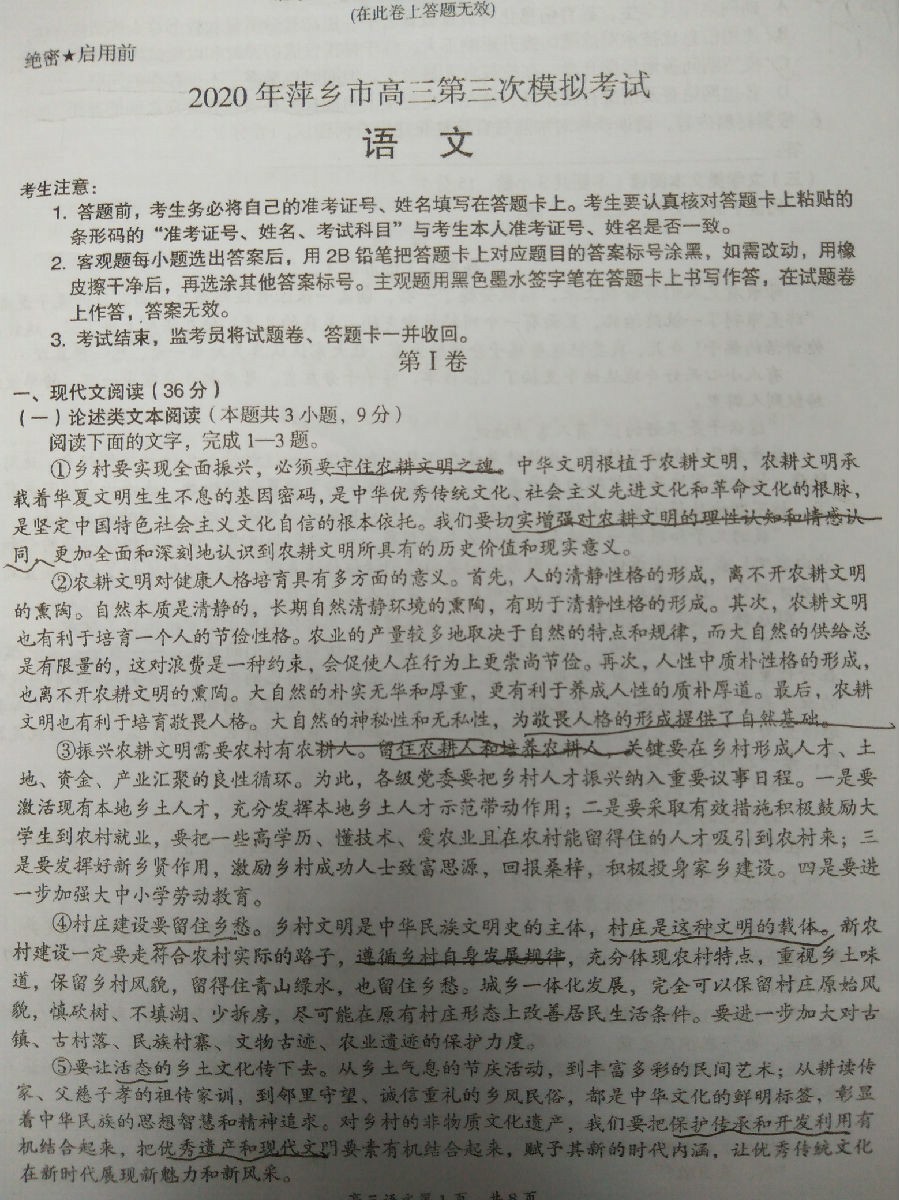 (在此卷上答题无效)
绝密★启用前
2020年萍乡市高三第三次模拟考试
语 文
考生注意：
1. 答题前，考生务必将自己的准考证号、姓名填写在答题卡上。考生要认真核对答题卡上粘贴的
条形码的“准考证号、姓名、考试科目”与考生本人准考证号、姓名是否一致。
2. 客观题每小题选出答案后，用2B铅笔把答题卡上对应题目的答案标号涂黑，如需改动，用橡
皮擦干净后，再选涂其他答案标号。主观题用黑色墨水签字笔在答题卡上书写作答，在试题卷
上作答，答案无效。
3. 考试结束，监考员将试题卷、答题卡一并收回。
第Ⅰ卷
一、现代文阅读（36分）
（一）论述类文本阅读（本题共3小题，9分）
阅读下面的文字，完成1—3题。
①乡村要实现全面振兴，必须要守住农耕文明之魂。中华文明根植于农耕文明，农耕文明承
载着华夏文明生生不息的基因密码，是中华优秀传统文化、社会主义先进文化和革命文化的根脉，
是坚定中国特色社会主义文化自信的根本依托。我们要切实增强对农耕文明的理性认知和情感认
同，更加全面和深刻地认识到农耕文明所具有的历史价值和现实意义。
②农耕文明对健康人格培育具有多方面的意义。首先，人的清静性格的形成，离不开农耕文明
的熏陶。自然本质是清静的，长期自然清静环境的熏陶，有助于清静性格的形成。其次，农耕文明
也有利于培育一个人的节俭性格。农业的产量较多地取决于自然的特点和规律，而大自然的供给总
是有限量的，这对浪费是一种约束，会促使人在行为上更崇尚节俭。再次，人性中质朴性格的形成，
也离不开农耕文明的熏陶。大自然的朴实无华和厚重，更有利于养成人性的质朴厚道。最后，农耕
文明也有利于培育敬畏人格。大自然的神秘性和无私性，为敬畏人格的形成提供了自然基础。
③振兴农耕文明需要农村有农耕人。留住农耕人和培养农耕人，关键要在乡村形成人才、土
地、资金、产业汇聚的良性循环。为此，各级党委要把乡村人才振兴纳入重要议事日程。一是要
激活现有本地乡土人才，充分发挥本地乡土人才示范带动作用；二是要采取有效措施积极鼓励大
学生到农村就业，要把一些高学历、懂技术、爱农业且在农村能留得住的人才吸引到农村来；三
是要发挥好新乡贤作用，激励乡村成功人士致富思源，回报桑梓，积极投身家乡建设。四是要进
一步加强大中小学劳动教育。
④村庄建设要留住乡愁。乡村文明是中华民族文明史的主体，村庄是这种文明的载体。新农
村建设一定要走符合农村实际的路子，遵循乡村自身发展规律，充分体现农村特点，重视乡土味
道，保留乡村风貌，留得住青山绿水，也留住乡愁。城乡一体化发展，完全可以保留村庄原始风
貌，慎砍树、不填湖、少拆房，尽可能在原有村庄形态上改善居民生活条件。要进一步加大对古
镇、古村落、民族村寨、文物古迹、农业遗迹的保护力度。
⑤要让活态的乡土文化传下去。从乡土气息的节庆活动，到丰富多彩的民间艺术；从耕读传
家、父慈子孝的祖传家训，到邻里守望、诚信重礼的乡风民俗，都是中华文化的鲜明标签，彰显
着中华民族的思想智慧和精神追求。对乡村的非物质文化遗产，我们要把保护传承和开发利用有
机结合起来，把优秀遗产和现代文明要素有机结合起来，赋予其新的时代内涵，让优秀传统文化
在新时代展现新魅力和新风采。
高三语文第1页 共8页